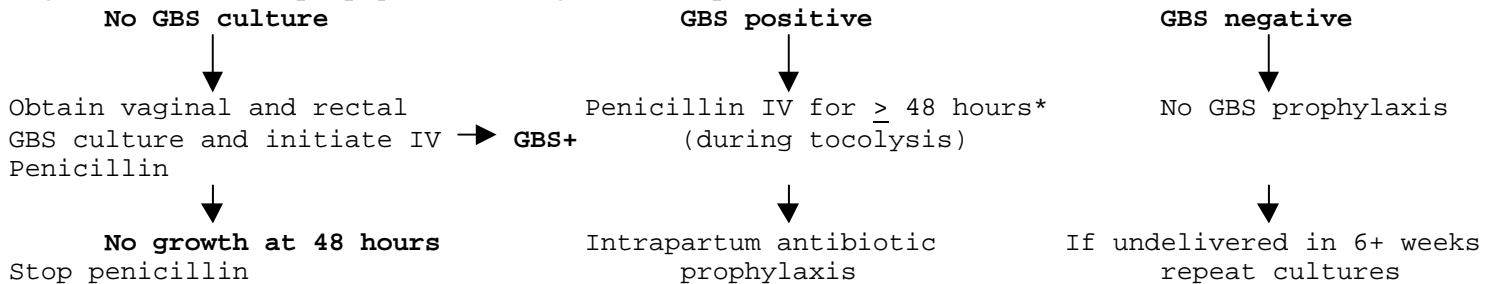 No GBS culture GBS positive GBS negative
Obtain vaginal and rectal Penicillin IV for > 48 hours* No GBS prophylaxis
GBS culture and initiate IV GBS+ (during tocolysis)
Penicillin
No growth at 48 hours Intrapartum antibiotic If undelivered in 6+ weeks
Stop penicillin prophylaxis repeat cultures